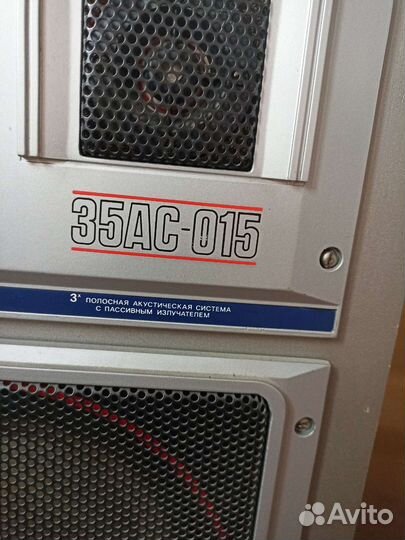 35АС-015
3х ПОЛОСНАЯ АКУСТИЧЕСКАЯ СИСТЕМА
С ПАССИВНЫМ ИЗЛУЧАТЕЛЕМ
Avito